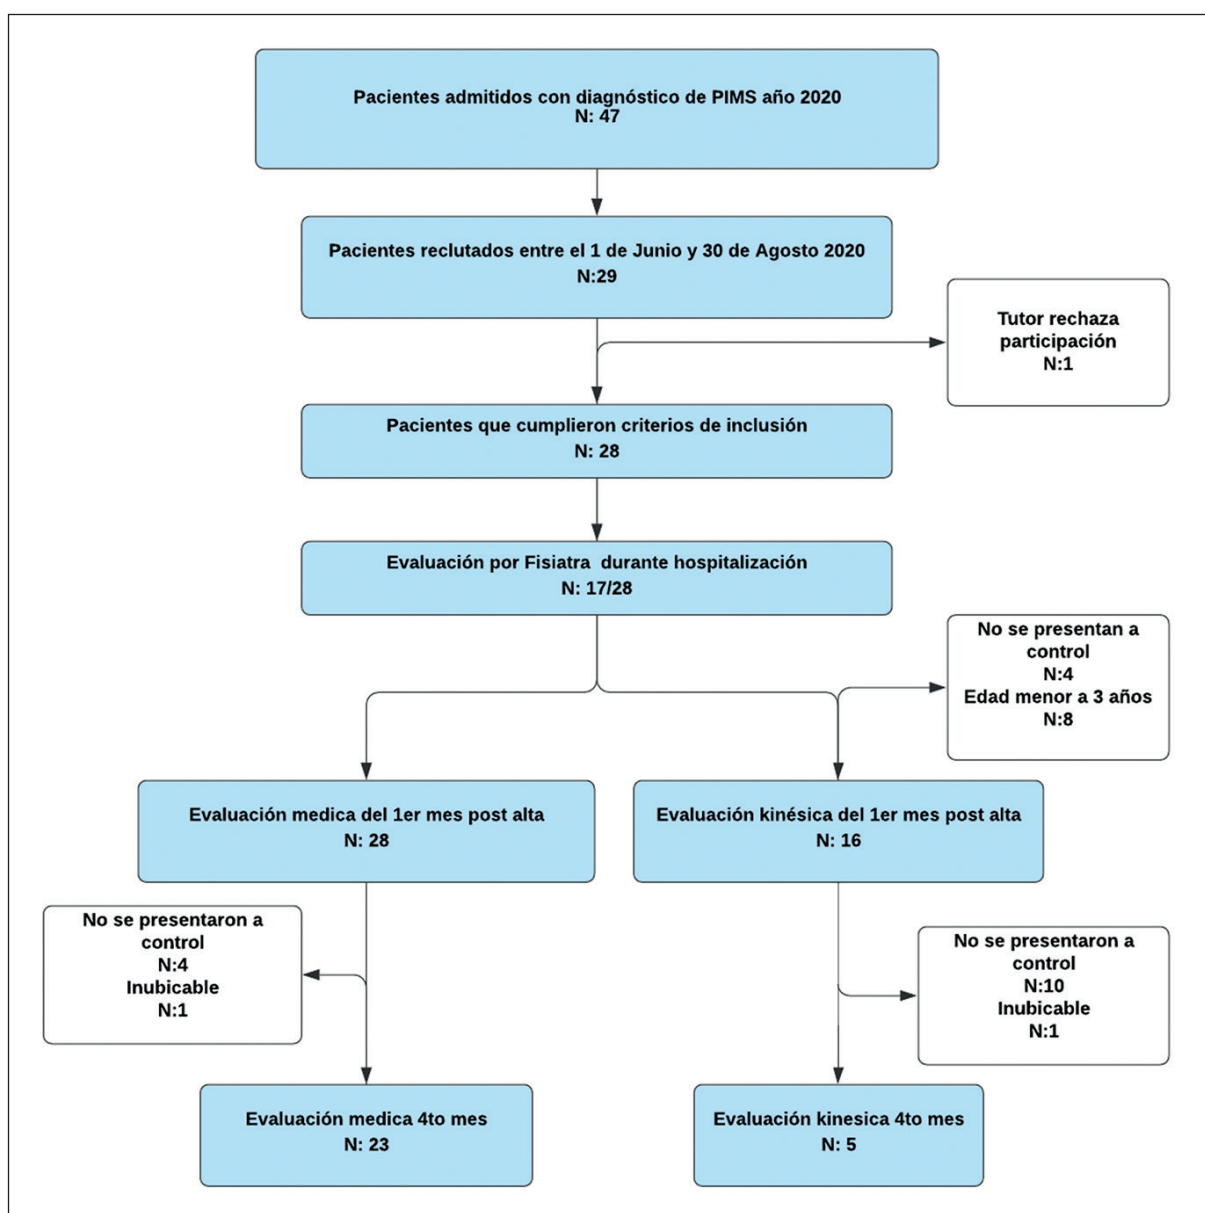 Pacientes admitidos con diagnóstico de PIMS año 2020
N: 47
Pacientes reclutados entre el 1 de Junio y 30 de Agosto 2020
N:29
Tutor rechaza
participación
N:1
Pacientes que cumplieron criterios de inclusión
N: 28
Evaluación por Fisiatra durante hospitalización
N: 17/28
No se presentan a
control
N:4
Edad menor a 3 años
N:8
Evaluación medica del 1er mes post alta
N: 28
Evaluación kinésica del 1er mes post alta
N: 16
No se presentaron a
control
N:4
Inubicable
N:1
No se presentaron a
control
N:10
Inubicable
N:1
Evaluación medica 4to mes
N: 23
Evaluación kinesica 4to mes
N: 5